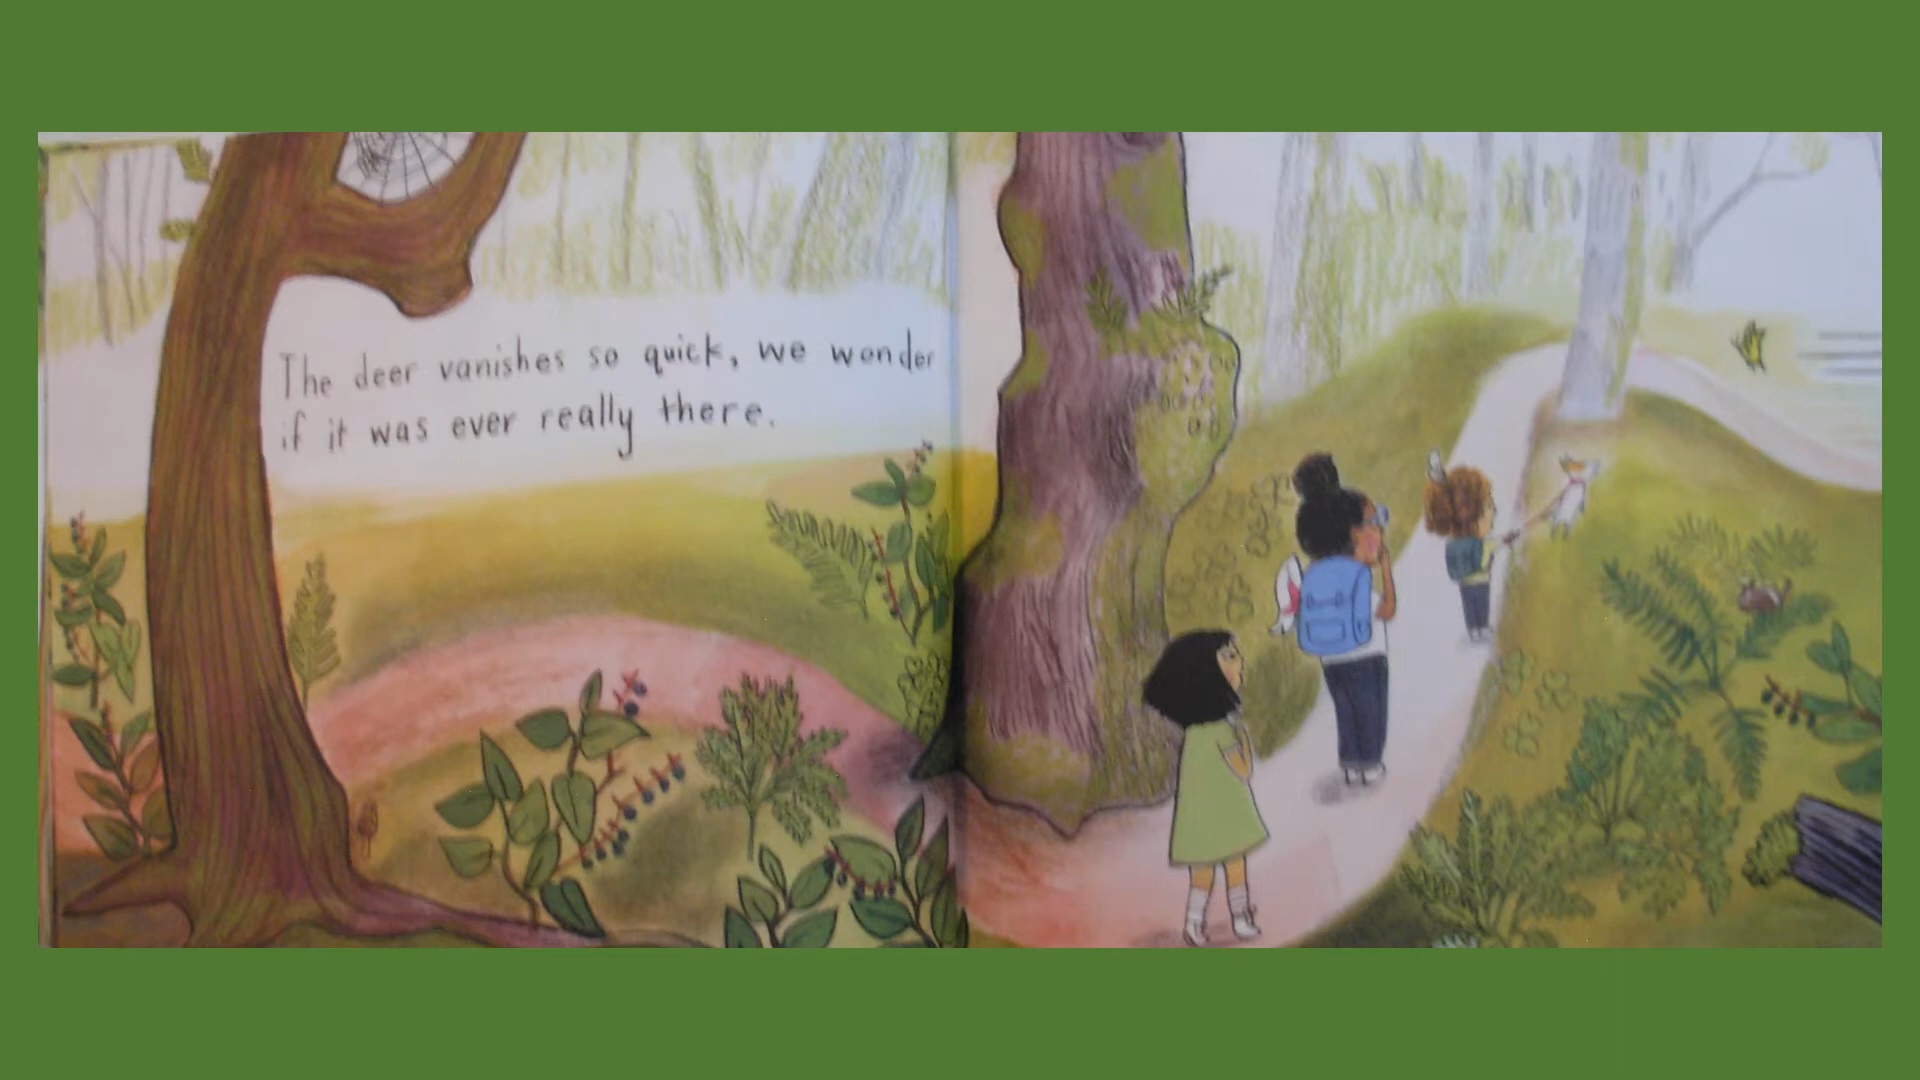 The deer vanishes so quick, we wonder
if it was ever really there.